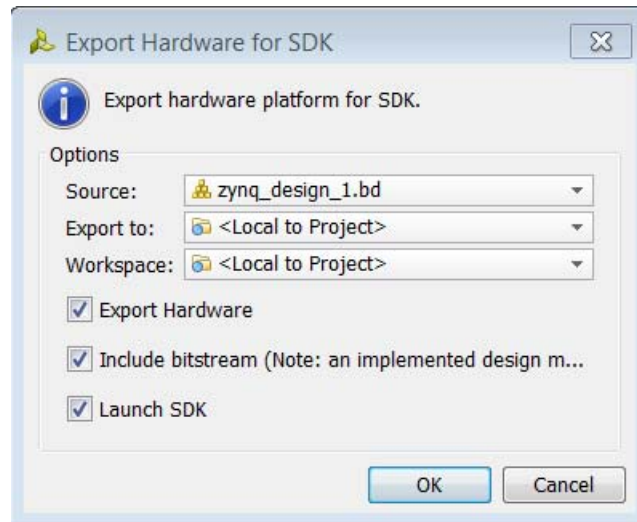 Export Hardware for SDK
Export hardware platform for SDK.
Options
Source: zynq_design_1.bd
Export to: <Local to Project>
Workspace: <Local to Project>
Export Hardware
Include bitstream (Note: an implemented design m...
Launch SDK
OK Cancel